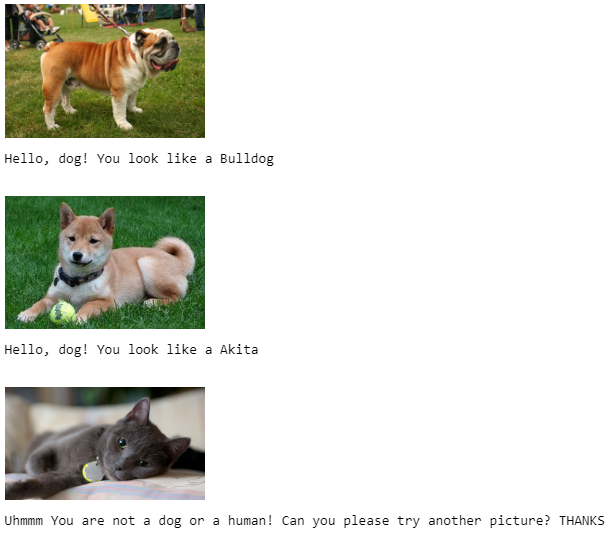 Hello, dog! You look like a Bulldog
Hello, dog! You look like a Akita
Uhmmm You are not a dog or a human! Can you please try another picture? THANKS